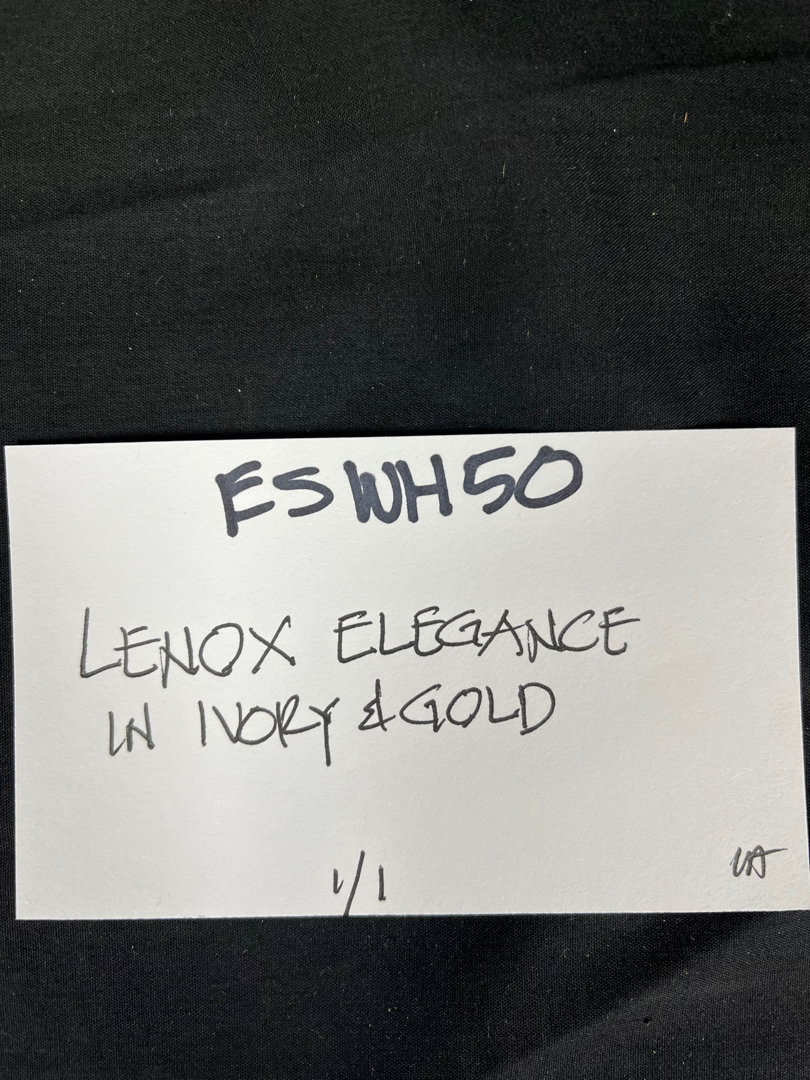 ESWH50
LENOX ELEGANCE
IN IVORY & GOLD
1/1